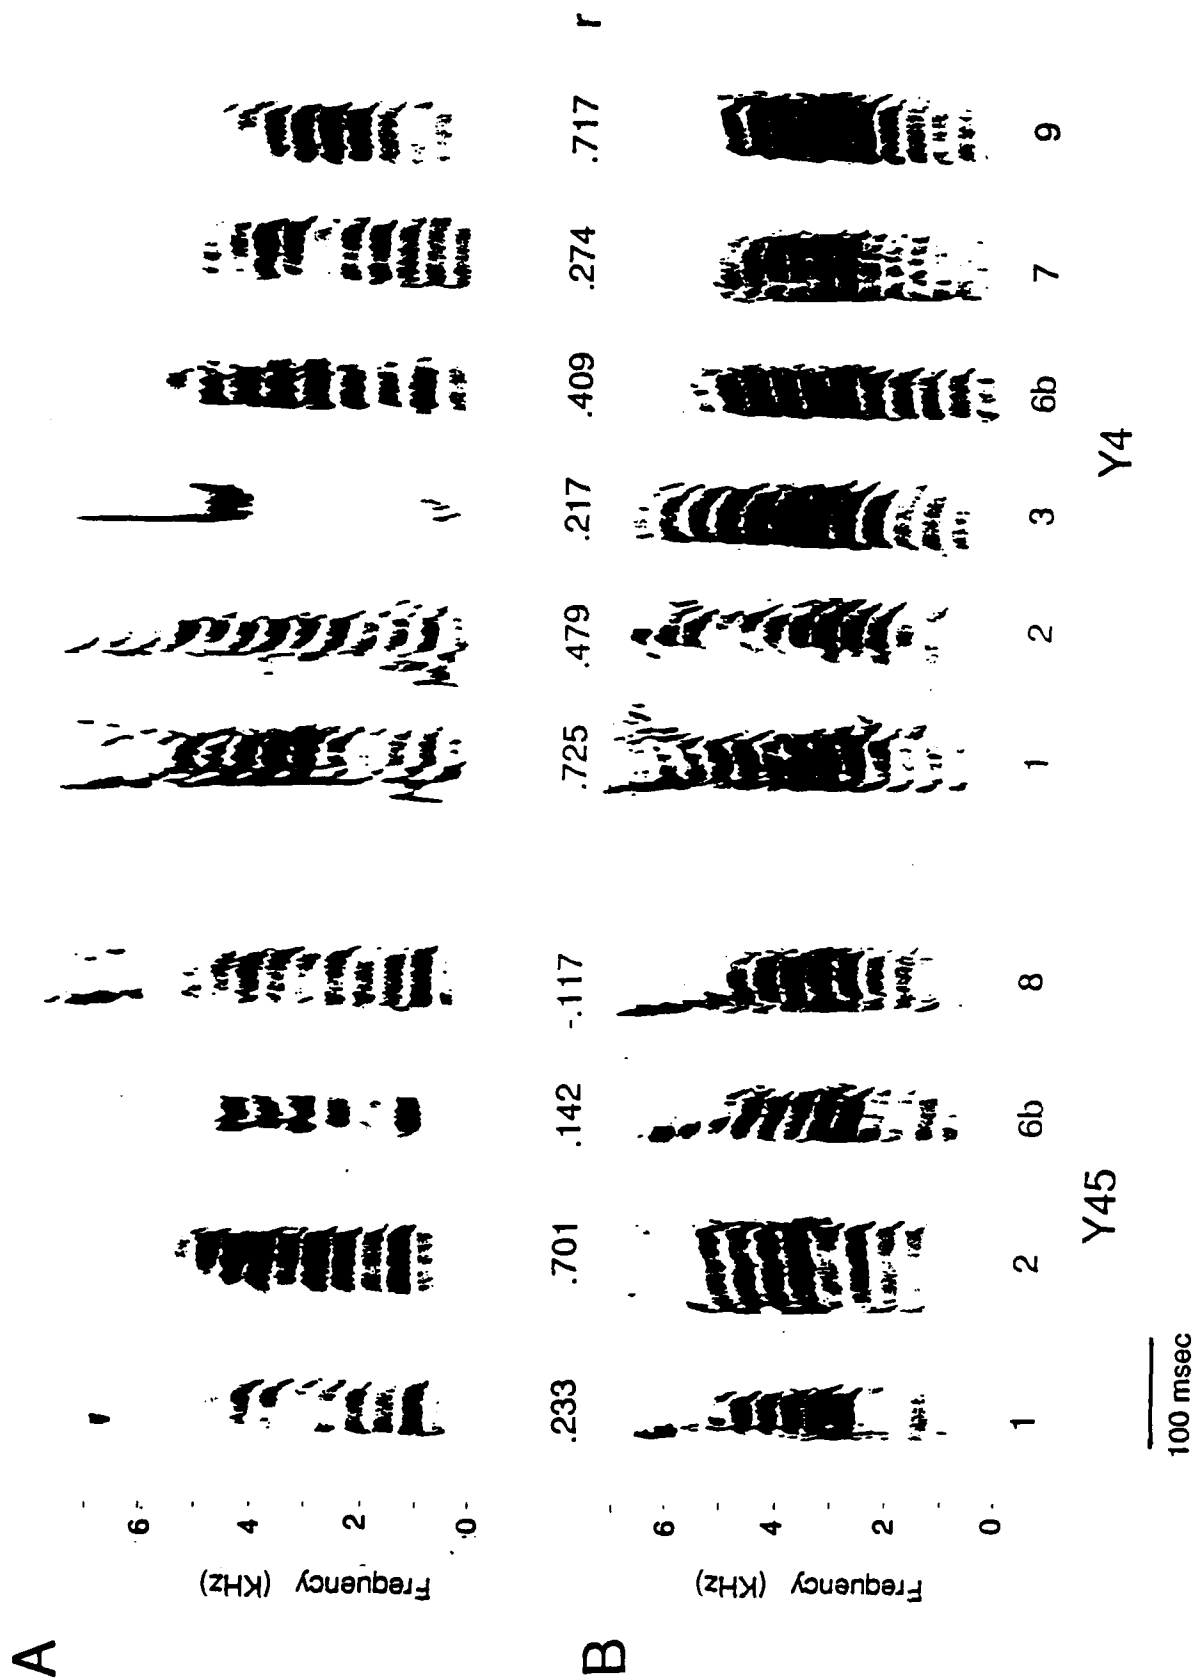 A
Frequency (KHz)
6
4
2
0
.233 .701 .142 -.117 .725 .479 .217 .409 .274 .717 r
B
Frequency (KHz)
6
4
2
0
1 2 6b 8 1 2 3 6b 7 9
Y45 Y4
100 msec